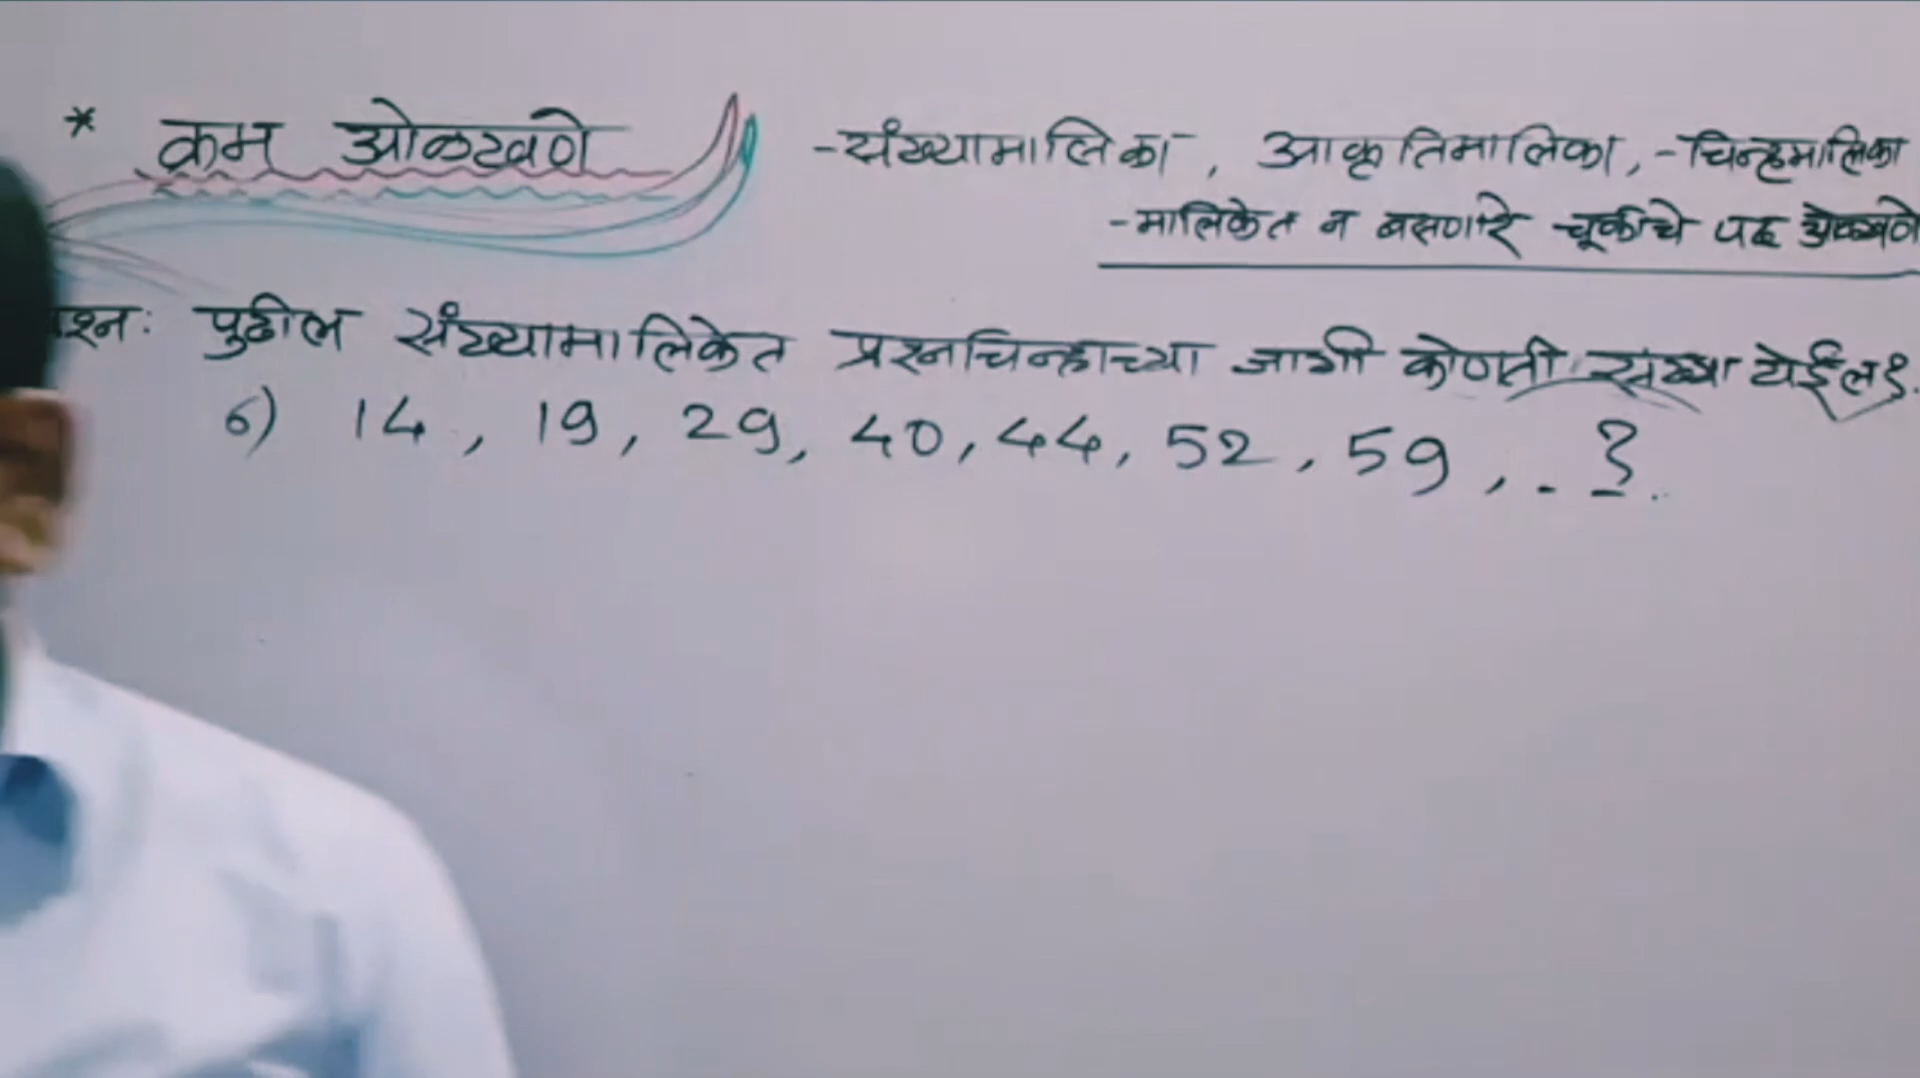 * क्रम ओळखणे - संख्यामालिका, आकृतिमालिका, - चिन्हमालिका
- मालिकेत न बसणारे चूकीचे पद ओळखणे
श्न: पुढील संख्यामालिकेत प्रश्नचिन्हाच्या जागी कोणती संख्या येईल?.
6) 14, 19, 29, 40, 44, 52, 59, . ?.